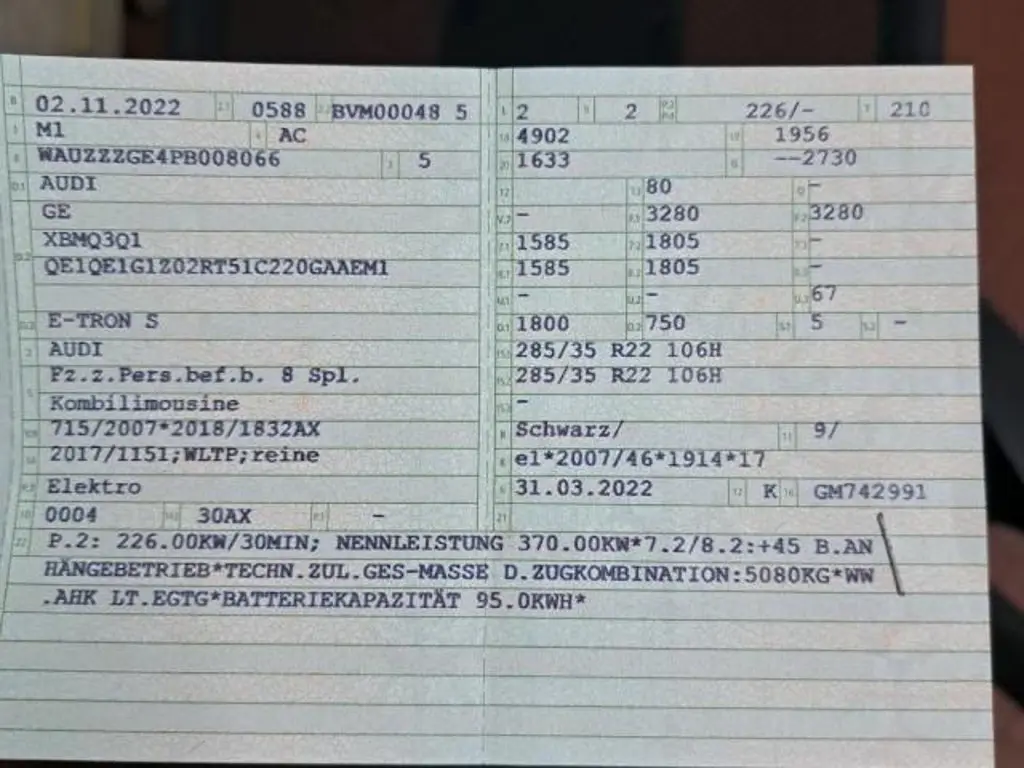 02.11.2022 0588 BVM00048 5
M1 AC
WAUZZZGE4PB008066 5
AUDI
GE
XBMQ3Q1
QE1QE1G1Z02RT51C220GAAEM1
E-TRON S
AUDI
Fz.z.Pers.bef.b. 8 Spl.
Kombilimousine
715/2007*2018/1832AX
2017/1151;WLTP;reine
Elektro
0004 30AX -
2 2 226/- 210
4902 1956
1633 --2730
80 -
- 3280 3280
1585 1805 -
1585 1805 -
- - 67
1800 750 5 -
285/35 R22 106H
285/35 R22 106H
-
Schwarz/ 9/
e1*2007/46*1914*17
31.03.2022 K GM742991
P.2: 226.00KW/30MIN; NENNLEISTUNG 370.00KW*7.2/8.2:+45 B.AN
HÄNGEBETRIEB*TECHN.ZUL.GES-MASSE D.ZUGKOMBINATION:5080KG*WW
.AHK LT.EGTG*BATTERIEKAPAZITÄT 95.0KWH*